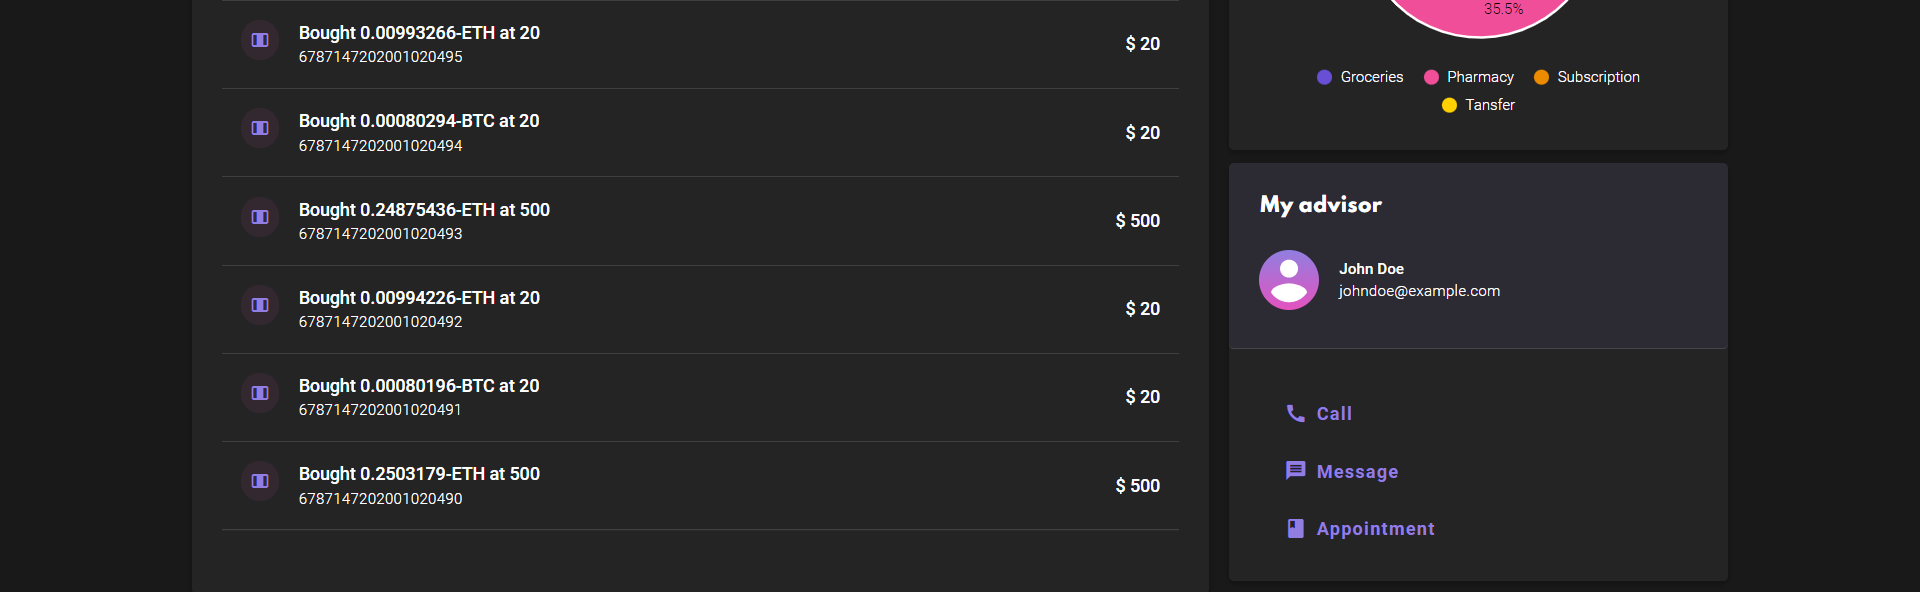 Bought 0.00993266-ETH at 20
6787147202001020495
$ 20
Bought 0.00080294-BTC at 20
6787147202001020494
$ 20
Bought 0.24875436-ETH at 500
6787147202001020493
$ 500
Bought 0.00994226-ETH at 20
6787147202001020492
$ 20
Bought 0.00080196-BTC at 20
6787147202001020491
$ 20
Bought 0.2503179-ETH at 500
6787147202001020490
$ 500
35.5%
Groceries Pharmacy Subscription
Tansfer
My advisor
John Doe
johndoe@example.com
Call
Message
Appointment